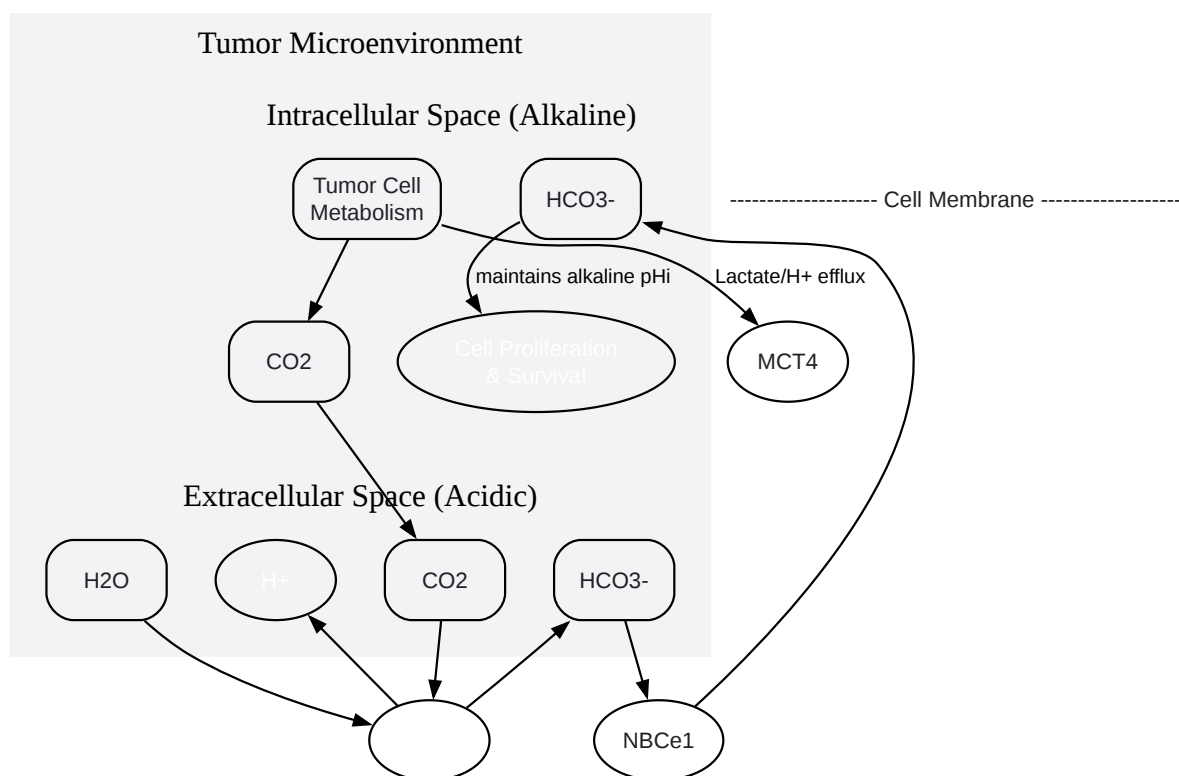 Tumor Microenvironment
Intracellular Space (Alkaline)
Tumor Cell
Metabolism
HCO3-
------------------- Cell Membrane -------------------
maintains alkaline pHi
Lactate/H+ efflux
CO2
Cell Proliferation
& Survival
MCT4
Extracellular Space (Acidic)
H2O
H+
CO2
HCO3-
NBCe1